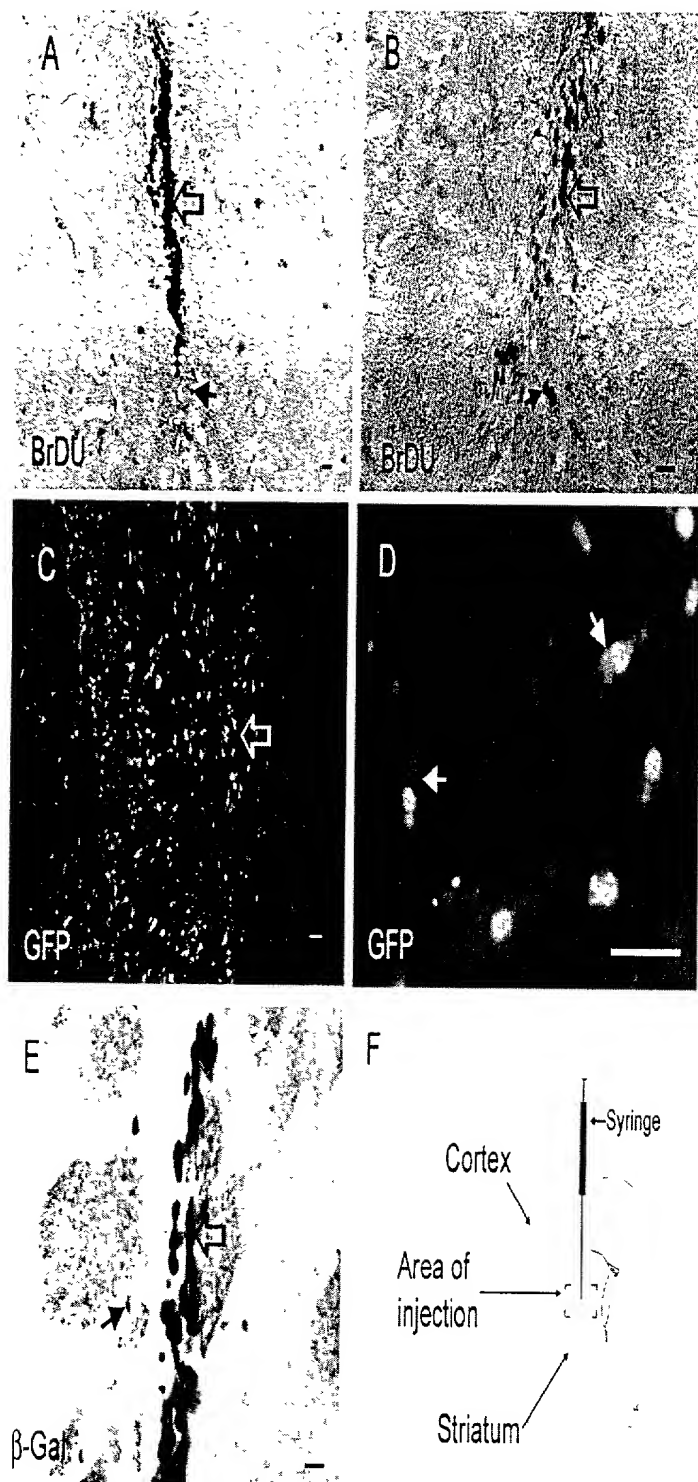 A
B
BrDU
BrDU
C
D
GFP
GFP
E
F
Syringe
Cortex
Area of
injection
Striatum
β-Gal